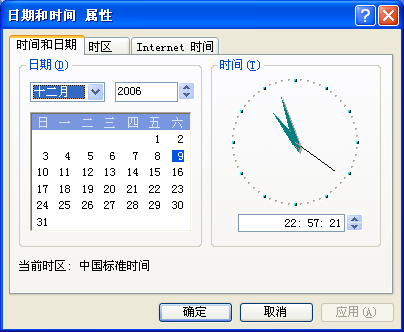 日期和时间 属性
时间和日期 时区 Internet 时间
日期(D) 时间(T)
十二月 2006
日 一 二 三 四 五 六
1 2
3 4 5 6 7 8 9
10 11 12 13 14 15 16
17 18 19 20 21 22 23
24 25 26 27 28 29 30
31
22: 57: 21
当前时区: 中国标准时间
确定 取消 应用(A)